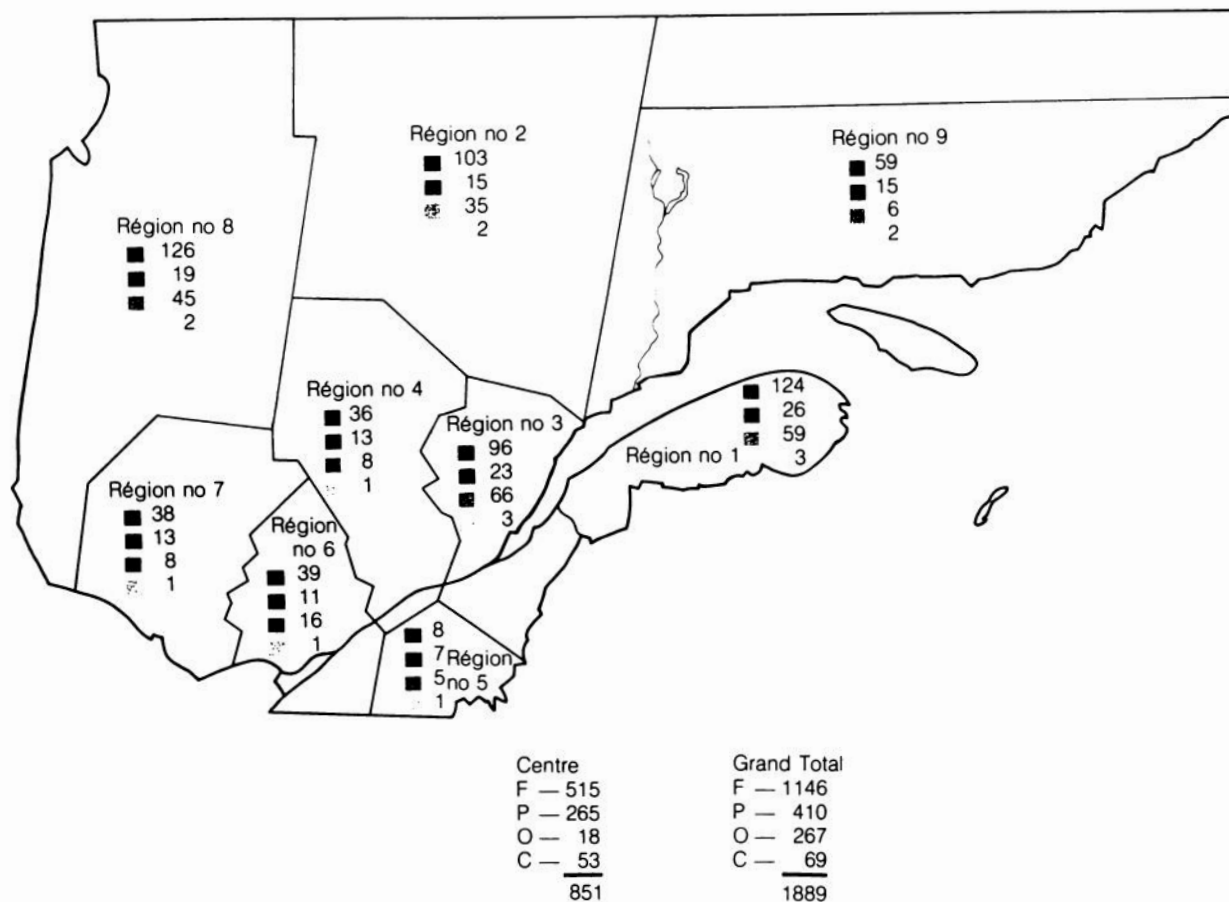 Région no 2
103
15
35
2
Région no 9
59
15
6
2
Région no 8
126
19
45
2
Région no 4
36
13
8
1
Région no 3
96
23
66
3
Région no 1
124
26
59
3
Région no 7
38
13
8
1
Région
no 6
39
11
16
1
Région
no 5
8
7
5
1
Centre
F — 515
P — 265
O — 18
C — 53
851
Grand Total
F — 1146
P — 410
O — 267
C — 69
1889